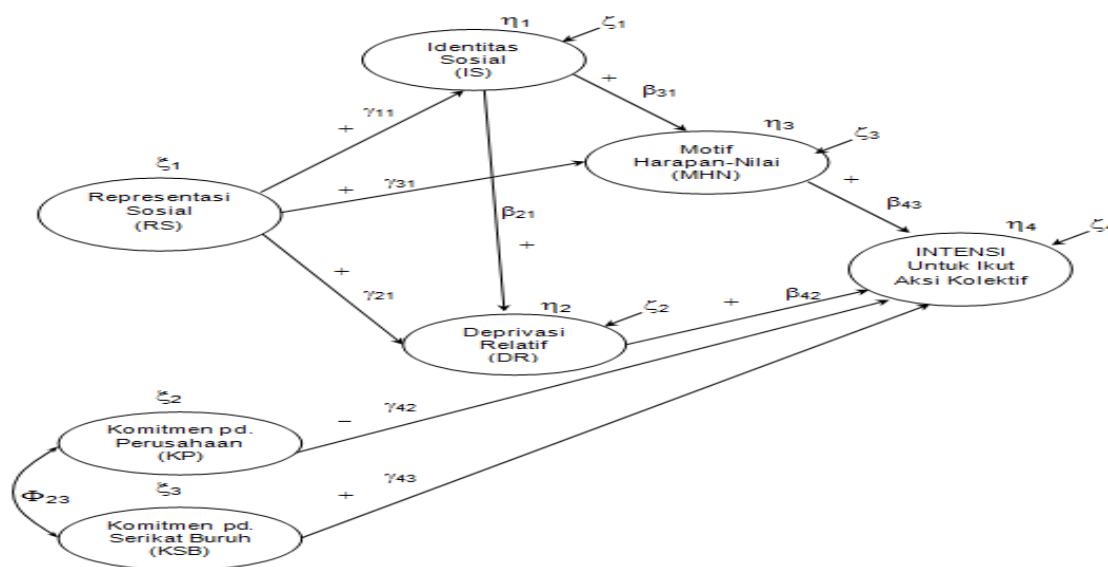 η1
ζ1
Identitas
Sosial
(IS)
+
β31
+
γ11
η3
ζ3
Motif
Harapan-Nilai
(MHN)
ξ1
+
γ31
+
β43
Representasi
Sosial
(RS)
β21
+
η4
INTENSI
Untuk Ikut
Aksi Kolektif
+
γ21
η2
ζ2
+
β42
Deprivasi
Relatif
(DR)
ξ2
–
γ42
Komitmen pd.
Perusahaan
(KP)
Φ23
ξ3
+
γ43
Komitmen pd.
Serikat Buruh
(KSB)